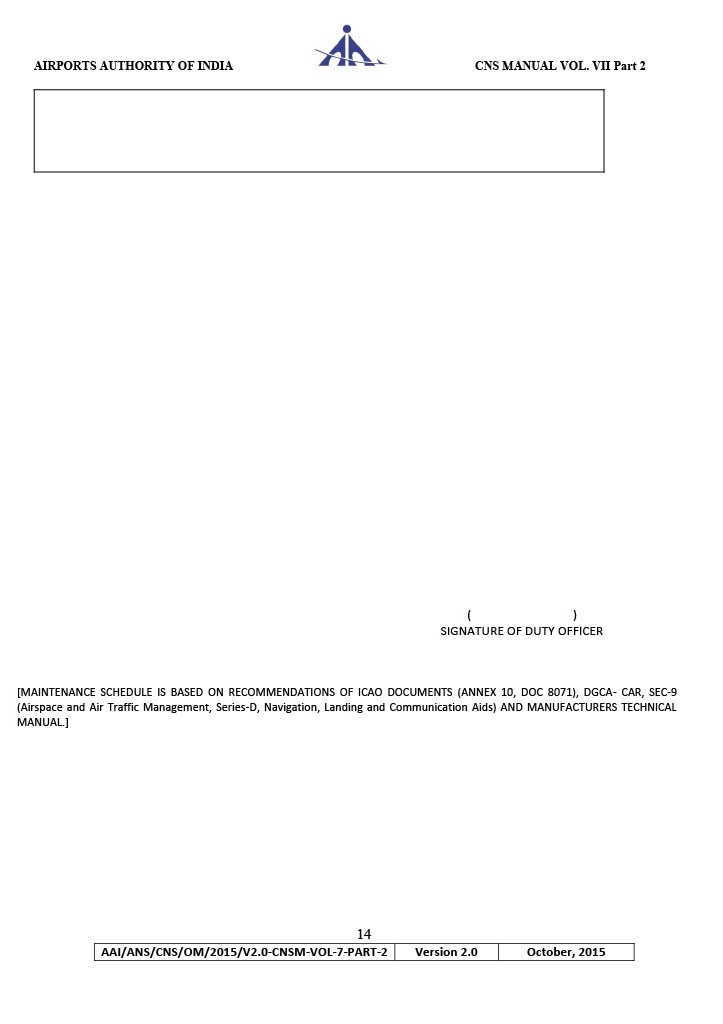 AIRPORTS AUTHORITY OF INDIA
CNS MANUAL VOL. VII Part 2
( )
SIGNATURE OF DUTY OFFICER
[MAINTENANCE SCHEDULE IS BASED ON RECOMMENDATIONS OF ICAO DOCUMENTS (ANNEX 10, DOC 8071), DGCA- CAR, SEC-9
(Airspace and Air Traffic Management, Series-D, Navigation, Landing and Communication Aids) AND MANUFACTURERS TECHNICAL
MANUAL.]
14
AAI/ANS/CNS/OM/2015/V2.0-CNSM-VOL-7-PART-2 Version 2.0 October, 2015